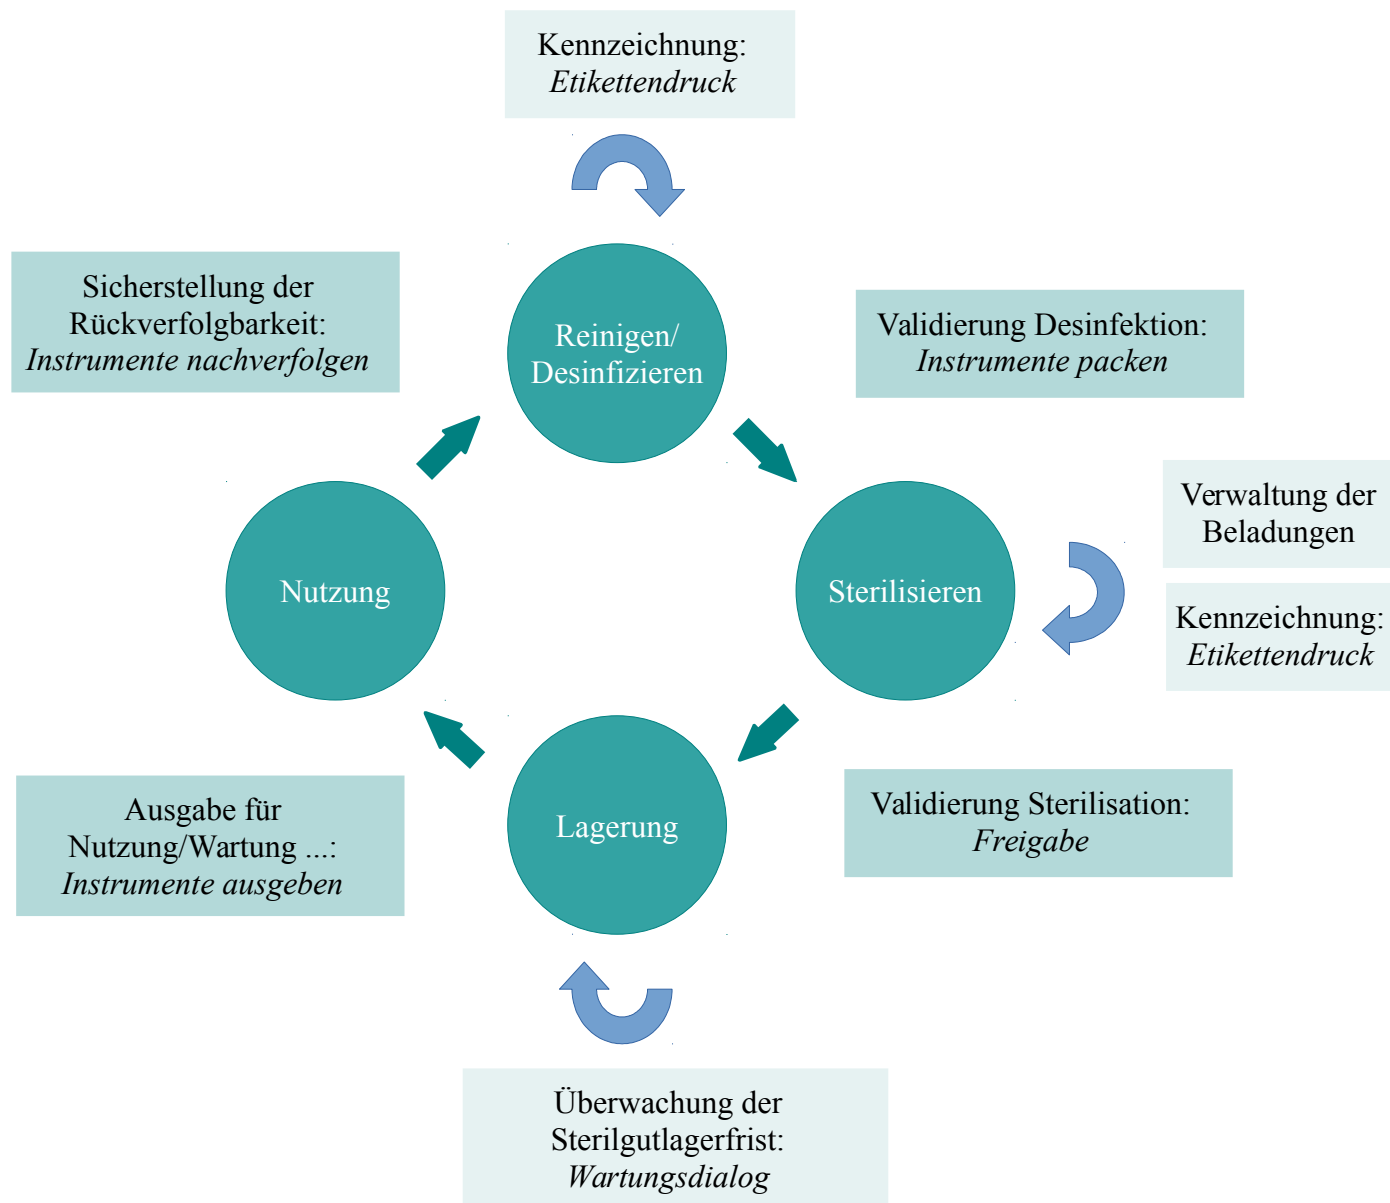 Kennzeichnung:
Etikettendruck
Sicherstellung der
Rückverfolgbarkeit:
Instrumente nachverfolgen
Reinigen/
Desinfizieren
Validierung Desinfektion:
Instrumente packen
Verwaltung der
Beladungen
Nutzung
Sterilisieren
Kennzeichnung:
Etikettendruck
Ausgabe für
Nutzung/Wartung ...:
Instrumente ausgeben
Lagerung
Validierung Sterilisation:
Freigabe
Überwachung der
Sterilgutlagerfrist:
Wartungsdialog